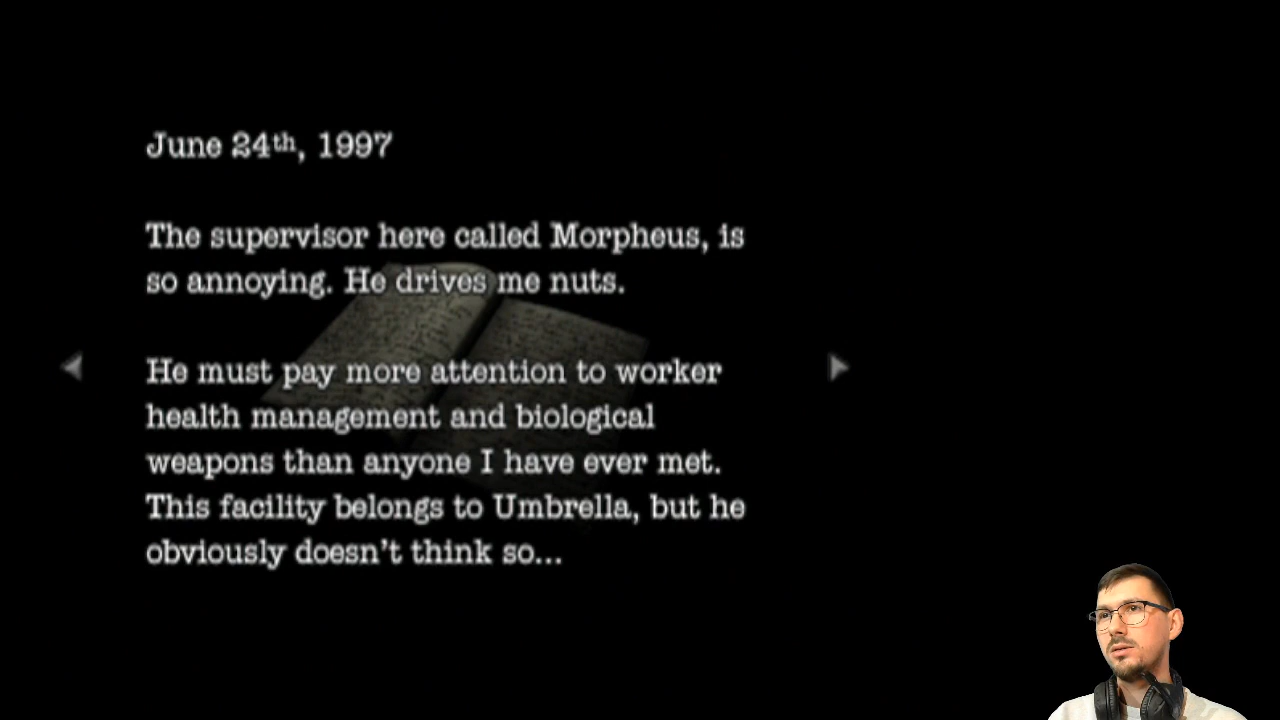 June 24th, 1997
The supervisor here called Morpheus, is
so annoying. He drives me nuts.
He must pay more attention to worker
health management and biological
weapons than anyone I have ever met.
This facility belongs to Umbrella, but he
obviously doesn't think so...